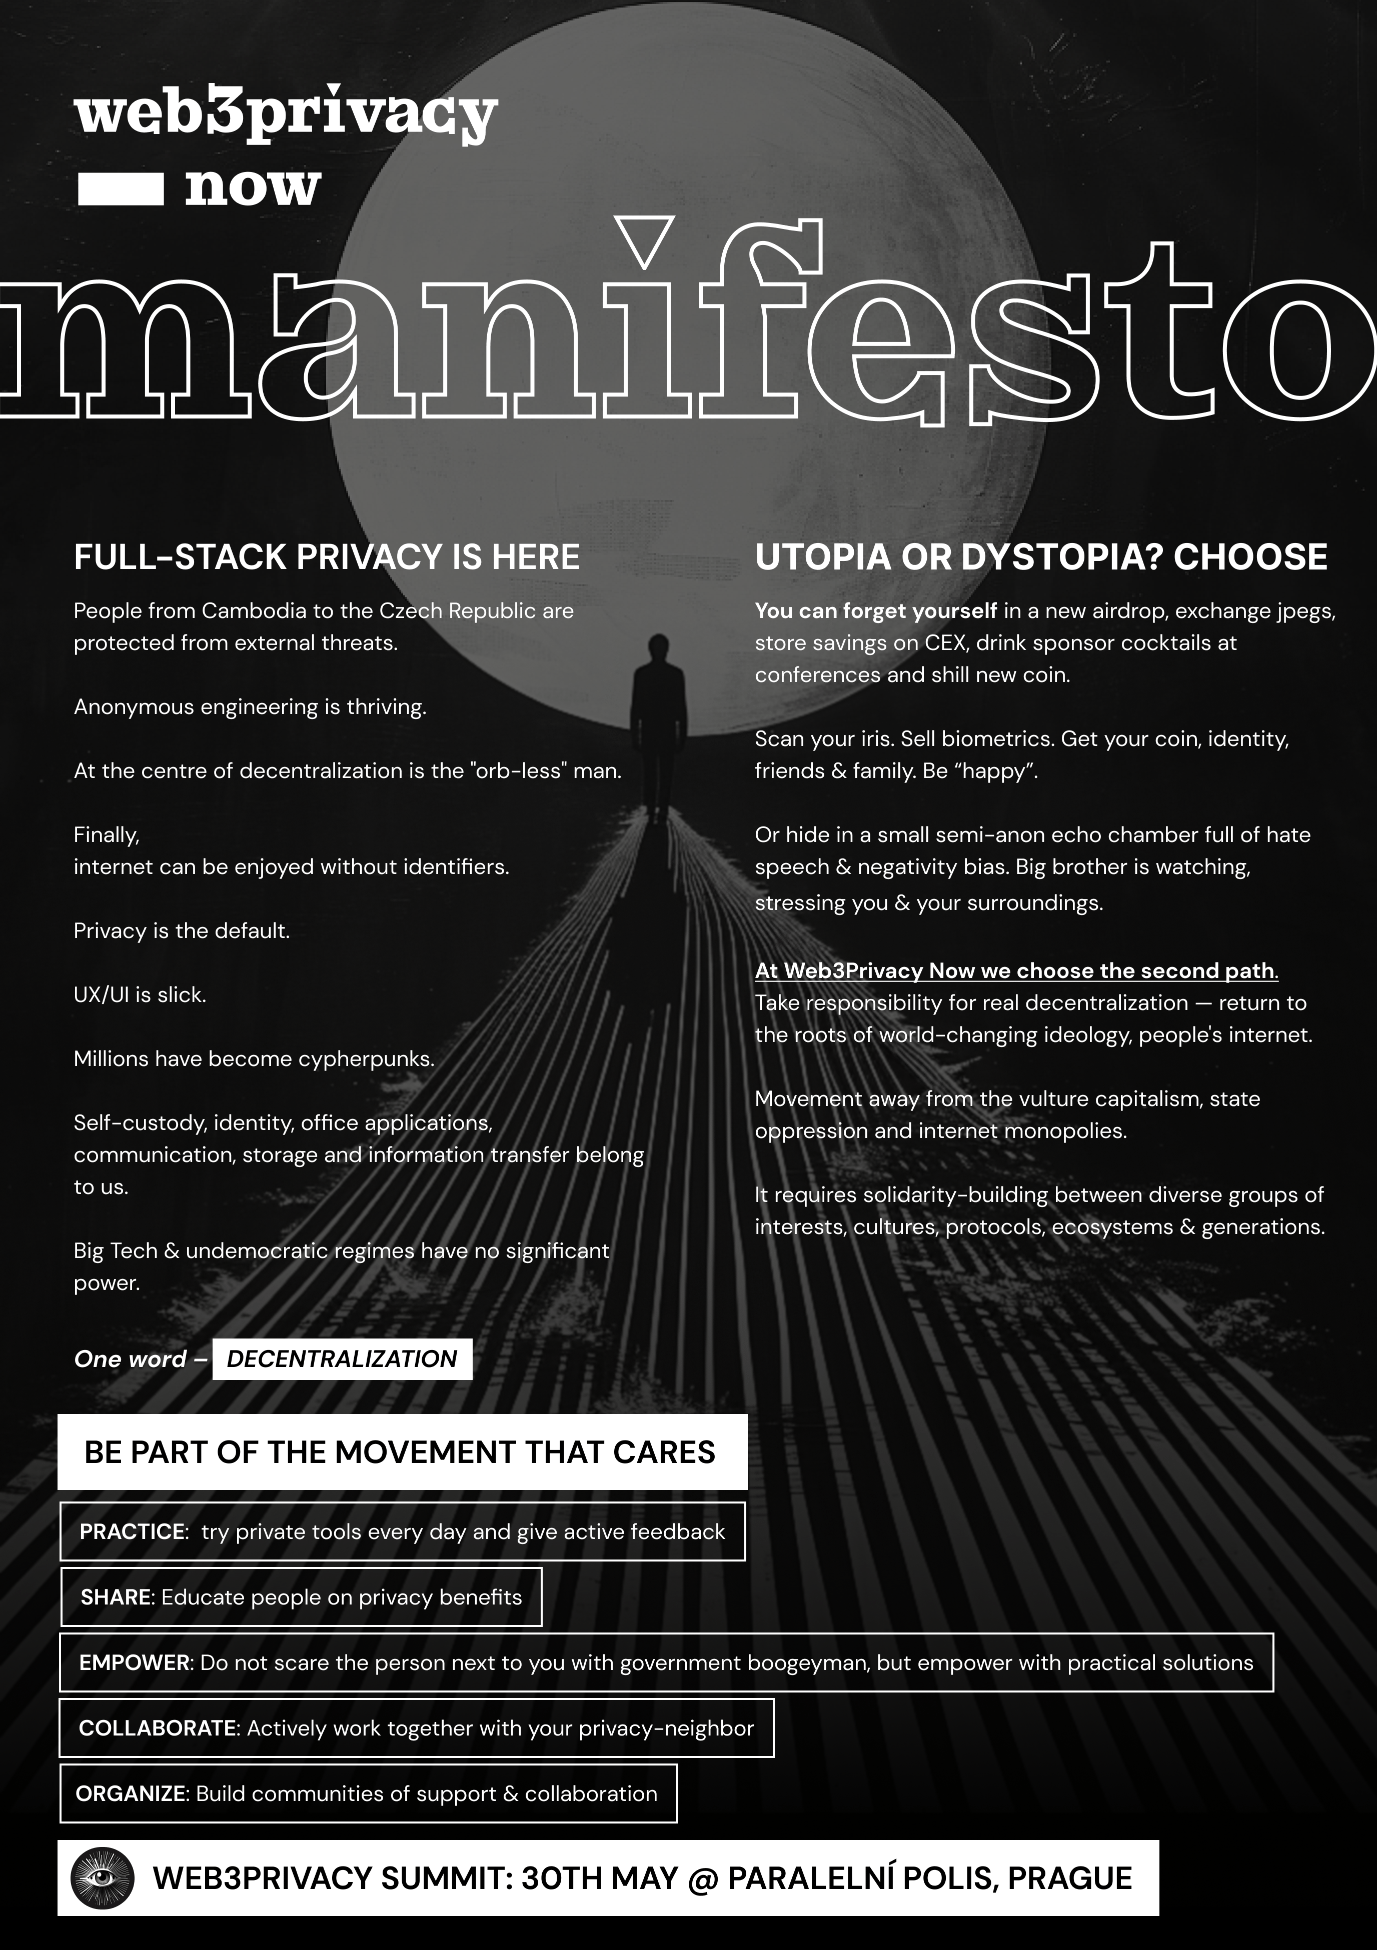 web3privacy
now
manifesto
FULL-STACK PRIVACY IS HERE
People from Cambodia to the Czech Republic are
protected from external threats.
Anonymous engineering is thriving.
At the centre of decentralization is the "orb-less" man.
Finally,
internet can be enjoyed without identifiers.
Privacy is the default.
UX/UI is slick.
Millions have become cypherpunks.
Self-custody, identity, office applications,
communication, storage and information transfer belong
to us.
Big Tech & undemocratic regimes have no significant
power.
One word – DECENTRALIZATION
UTOPIA OR DYSTOPIA? CHOOSE
You can forget yourself in a new airdrop, exchange jpegs,
store savings on CEX, drink sponsor cocktails at
conferences and shill new coin.
Scan your iris. Sell biometrics. Get your coin, identity,
friends & family. Be “happy”.
Or hide in a small semi-anon echo chamber full of hate
speech & negativity bias. Big brother is watching,
stressing you & your surroundings.
At Web3Privacy Now we choose the second path.
Take responsibility for real decentralization — return to
the roots of world-changing ideology, people's internet.
Movement away from the vulture capitalism, state
oppression and internet monopolies.
It requires solidarity-building between diverse groups of
interests, cultures, protocols, ecosystems & generations.
BE PART OF THE MOVEMENT THAT CARES
PRACTICE: try private tools every day and give active feedback
SHARE: Educate people on privacy benefits
EMPOWER: Do not scare the person next to you with government boogeyman, but empower with practical solutions
COLLABORATE: Actively work together with your privacy-neighbor
ORGANIZE: Build communities of support & collaboration
WEB3PRIVACY SUMMIT: 30TH MAY @ PARALELNÍ POLIS, PRAGUE